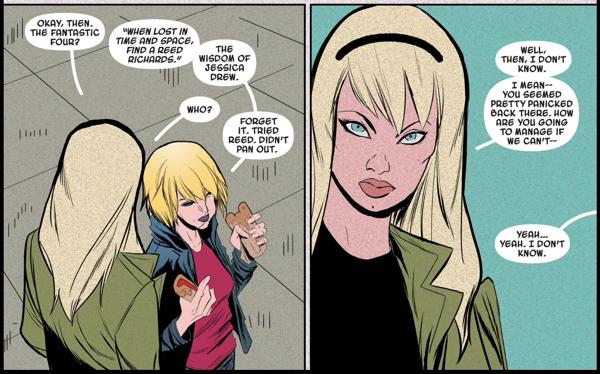 OKAY, THEN.
THE FANTASTIC
FOUR?
"WHEN LOST IN
TIME AND SPACE,
FIND A REED
RICHARDS."
THE
WISDOM OF
JESSICA
DREW.
WHO?
FORGET
IT. TRIED
REED. DIDN'T
PAN OUT.
WELL,
THEN, I DON'T
KNOW.
I MEAN--
YOU SEEMED
PRETTY PANICKED
BACK THERE. HOW
ARE YOU GOING
TO MANAGE IF
WE CAN'T--
YEAH...
YEAH. I DON'T
KNOW.